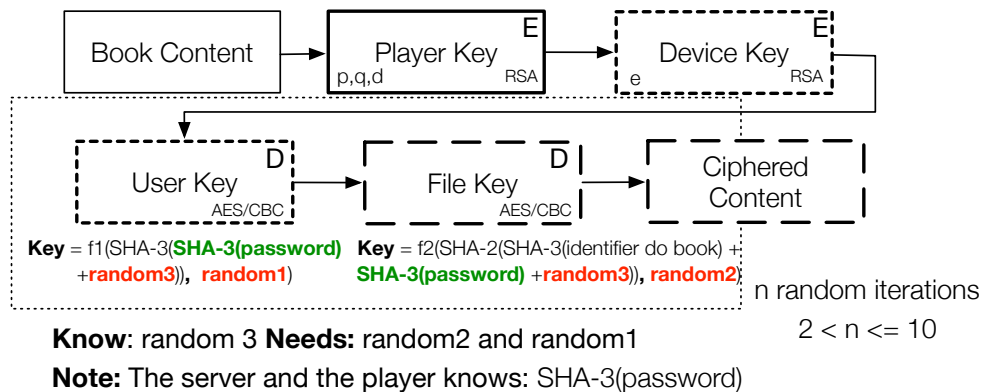 E E
Book Content Player Key Device Key
p,q,d RSA e RSA
D D
User Key File Key Ciphered
Content
AES/CBC AES/CBC
Key = f1(SHA-3(SHA-3(password) Key = f2(SHA-2(SHA-3(identifier do book) +
+random3)), random1) SHA-3(password) +random3)), random2)
n random iterations
2 < n <= 10
Know: random 3 Needs: random2 and random1
Note: The server and the player knows: SHA-3(password)